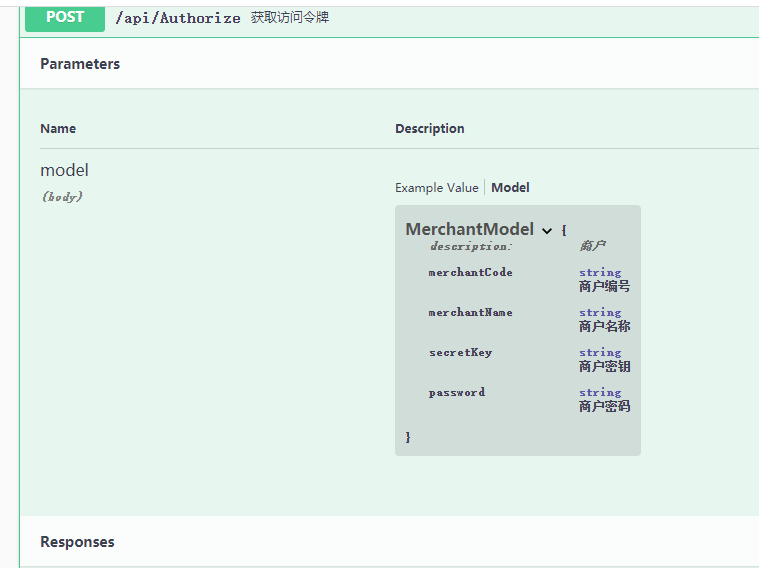 POST /api/Authorize 获取访问令牌
Parameters
Name Description
model
(body)
Example Value Model
MerchantModel {
description: 商户
merchantCode string
商户编号
merchantName string
商户名称
secretKey string
商户密钥
password string
商户密码
}
Responses